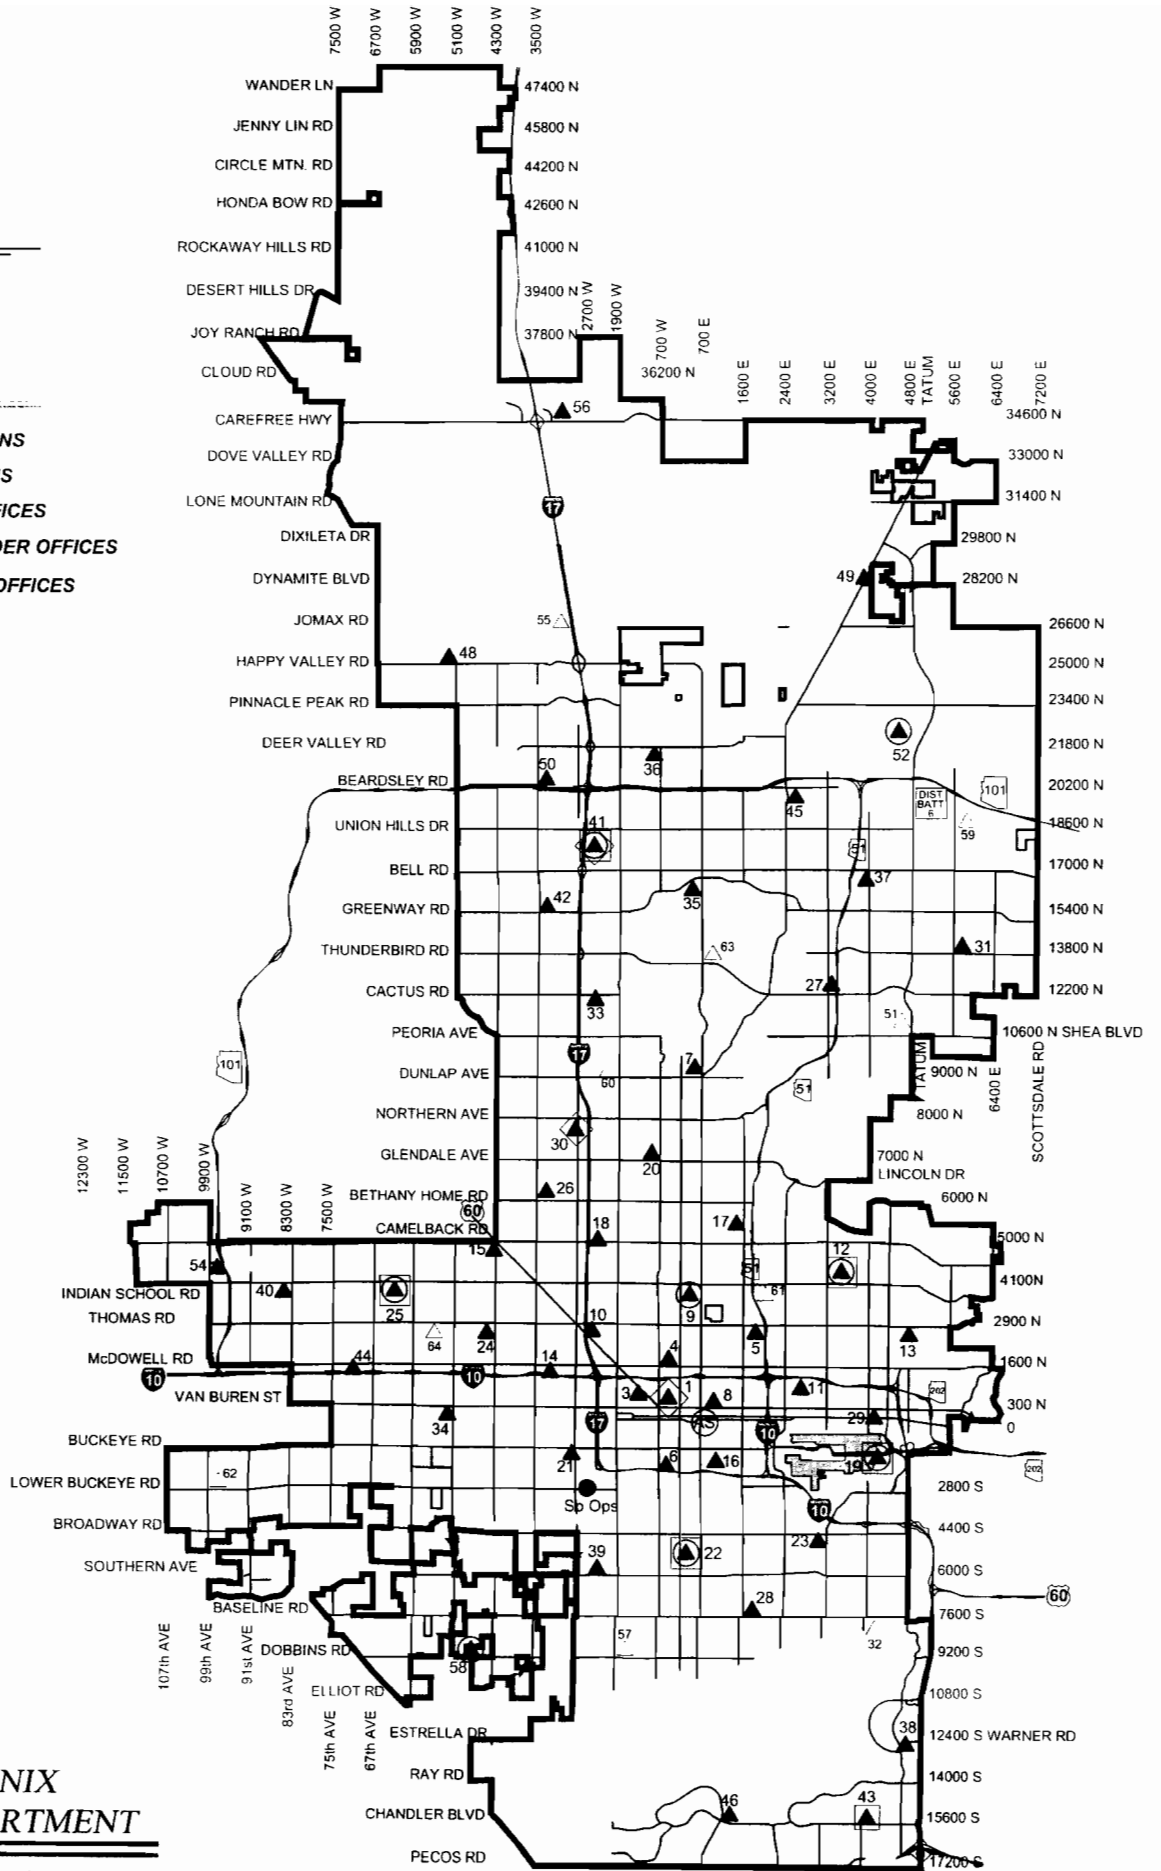 7500 W
6700 W
5900 W
5100 W
4300 W
3500 W
WANDER LN
47400 N
JENNY LIN RD
45800 N
CIRCLE MTN. RD
44200 N
HONDA BOW RD
42600 N
ROCKAWAY HILLS RD
41000 N
DESERT HILLS DR
39400 N
2700 W
1900 W
JOY RANCH RD
37800 N
700 W
700 E
CLOUD RD
36200 N
1600 E
2400 E
3200 E
4000 E
4800 E
TATUM
5600 E
6400 E
7200 E
CAREFREE HWY
56
34600 N
NS
DOVE VALLEY RD
33000 N
S
LONE MOUNTAIN RD
17
31400 N
FICES
DIXILETA DR
29800 N
DER OFFICES
DYNAMITE BLVD
49
28200 N
OFFICES
JOMAX RD
55
26600 N
HAPPY VALLEY RD
48
25000 N
PINNACLE PEAK RD
23400 N
DEER VALLEY RD
36
52
21800 N
BEARDSLEY RD
50
45
DIST
BATT
6
101
20200 N
UNION HILLS DR
41
59
18600 N
BELL RD
51
37
17000 N
GREENWAY RD
42
35
15400 N
THUNDERBIRD RD
63
31
13800 N
CACTUS RD
33
27
12200 N
PEORIA AVE
51
10600 N SHEA BLVD
101
17
7
DUNLAP AVE
60
51
TATUM
9000 N
6400 E
SCOTTSDALE RD
NORTHERN AVE
8000 N
30
GLENDALE AVE
20
7000 N
LINCOLN DR
12300 W
11500 W
10700 W
9900 W
9100 W
8300 W
7500 W
BETHANY HOME RD
26
6000 N
60
CAMELBACK RD
15
18
17
12
5000 N
54
40
25
9
51
61
4100N
INDIAN SCHOOL RD
THOMAS RD
64
24
10
5
13
2900 N
McDOWELL RD
44
14
4
1600 N
10
10
VAN BUREN ST
3
1
8
11
202
300 N
34
17
AS
10
29
0
BUCKEYE RD
21
6
16
19
202
LOWER BUCKEYE RD
62
Sp Ops
10
2800 S
BROADWAY RD
23
4400 S
SOUTHERN AVE
39
22
6000 S
60
BASELINE RD
28
7600 S
107th AVE
99th AVE
91st AVE
83rd AVE
75th AVE
67th AVE
DOBBINS RD
58
57
32
9200 S
ELLIOT RD
10800 S
ESTRELLA DR
38
12400 S WARNER RD
RAY RD
14000 S
CHANDLER BLVD
46
43
15600 S
PECOS RD
17200 S
NIX
RTMENT